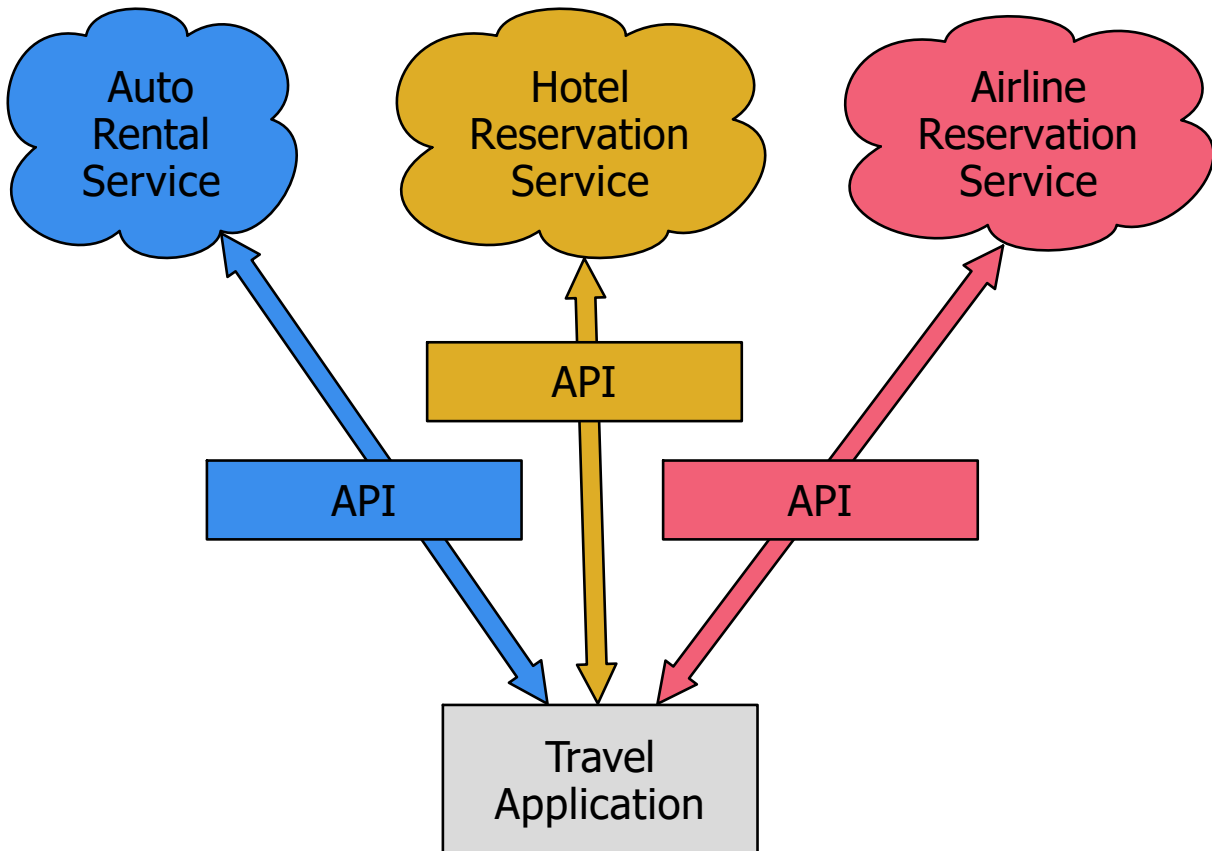 Auto
Rental
Service
Hotel
Reservation
Service
Airline
Reservation
Service
API
API
API
Travel
Application